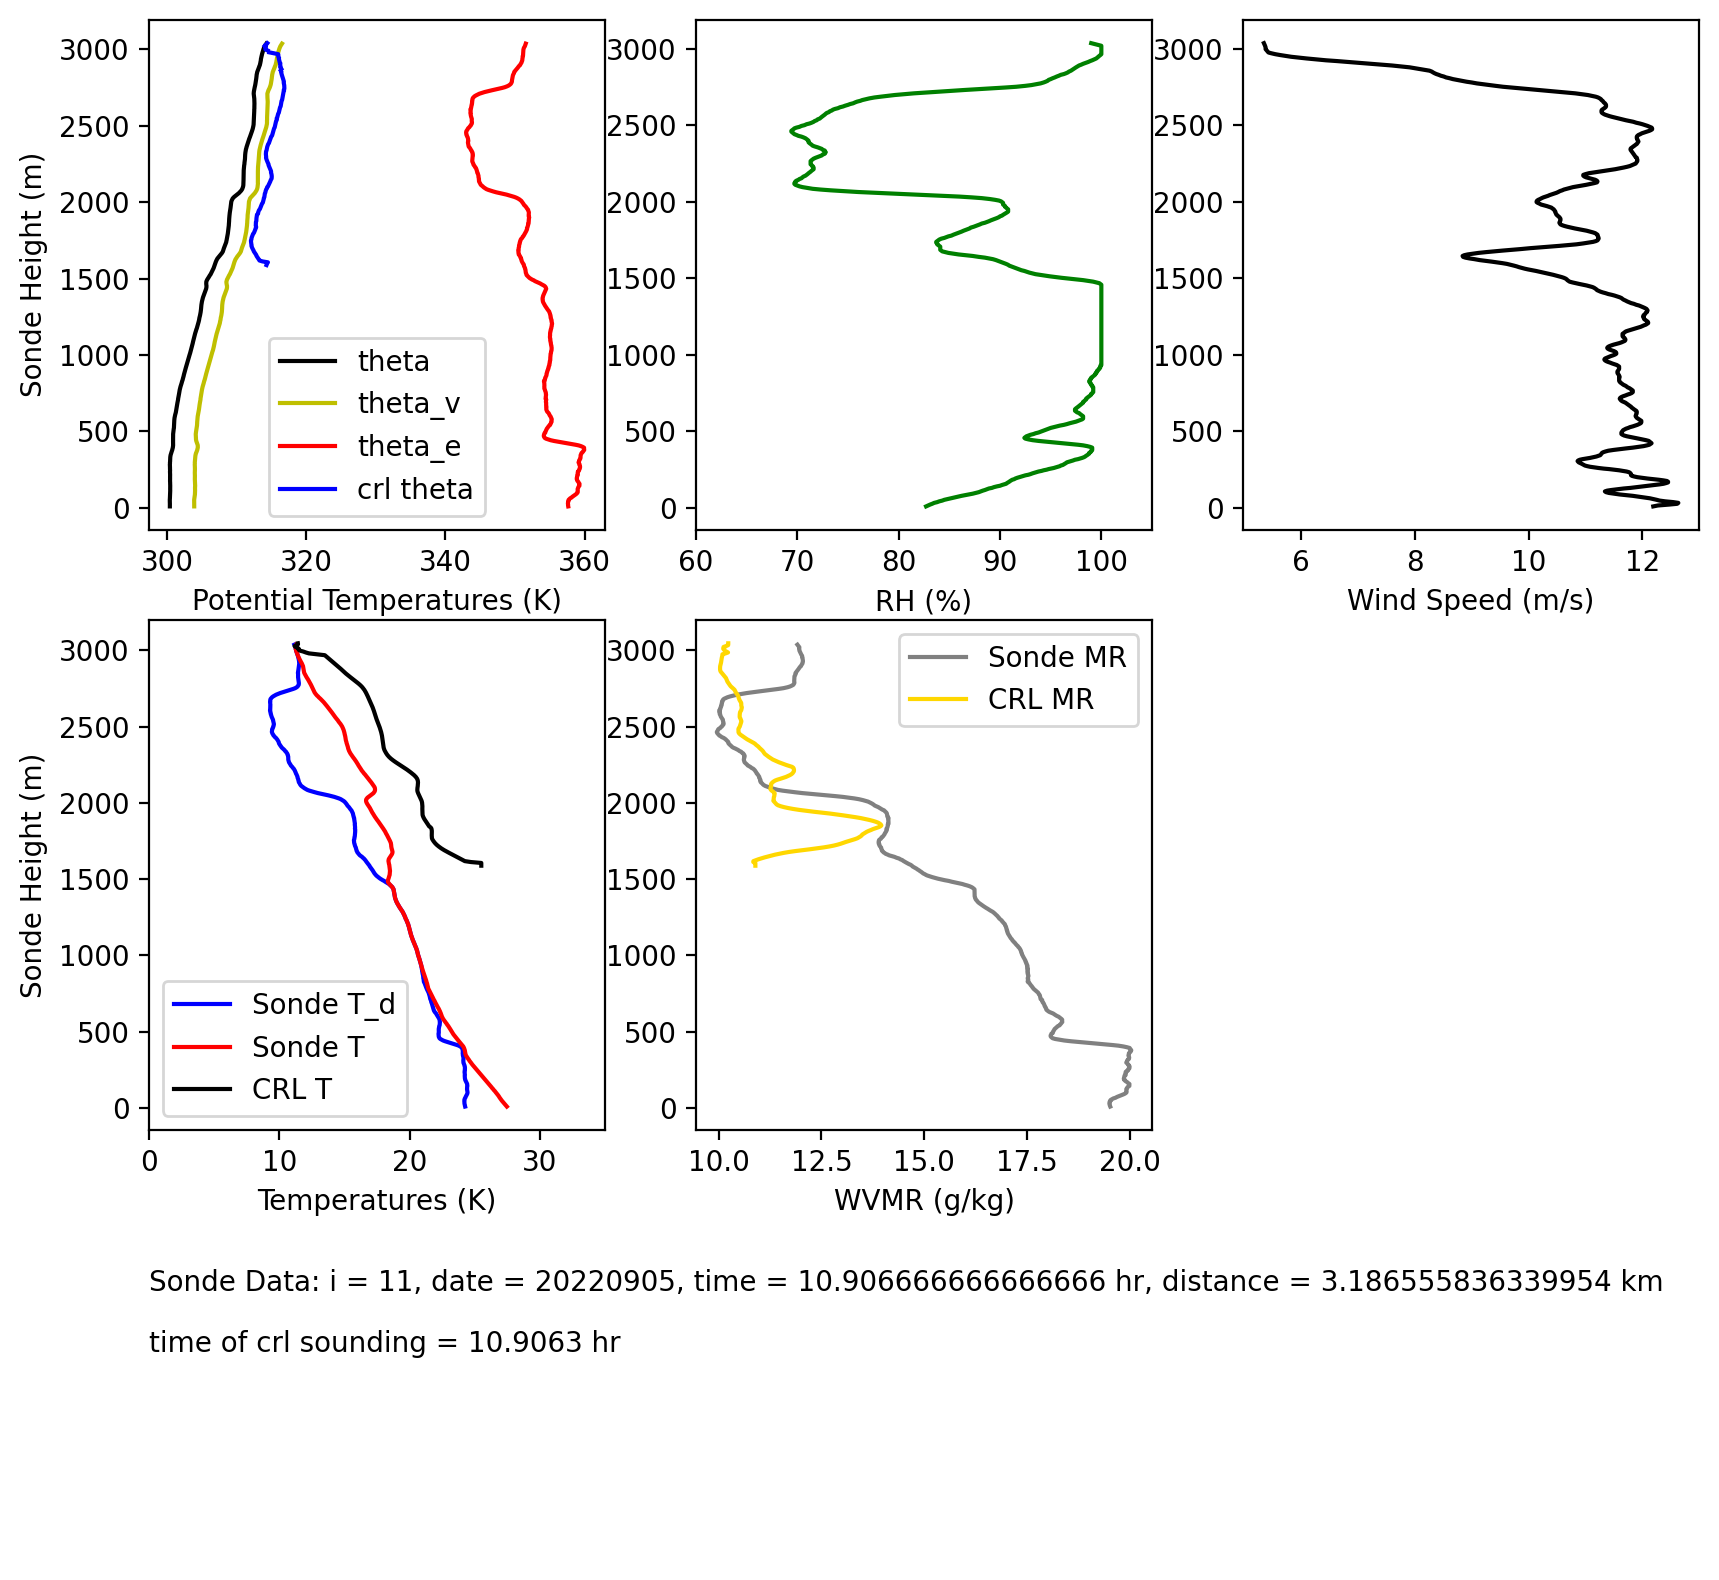 3000
2500
2000
1500
1000
500
0
Sonde Height (m)
theta
theta_v
theta_e
crl theta
300 320 340 360
Potential Temperatures (K)
3000
2500
2000
1500
1000
500
0
60 70 80 90 100
RH (%)
3000
2500
2000
1500
1000
500
0
6 8 10 12
Wind Speed (m/s)
3000
2500
2000
1500
1000
500
0
Sonde Height (m)
Sonde T_d
Sonde T
CRL T
0 10 20 30
Temperatures (K)
3000
2500
2000
1500
1000
500
0
Sonde MR
CRL MR
10.0 12.5 15.0 17.5 20.0
WVMR (g/kg)
Sonde Data: i = 11, date = 20220905, time = 10.906666666666666 hr, distance = 3.186555836339954 km
time of crl sounding = 10.9063 hr